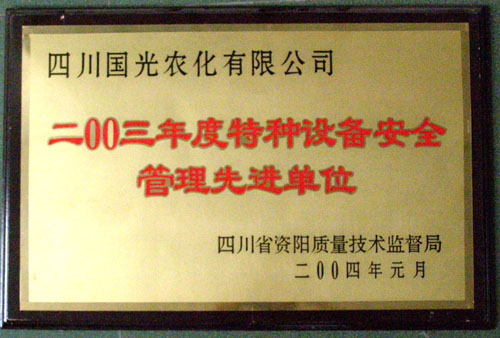 四川国光农化有限公司
二00三年度特种设备安全
管理先进单位
四川省资阳质量技术监督局
二00四年元月